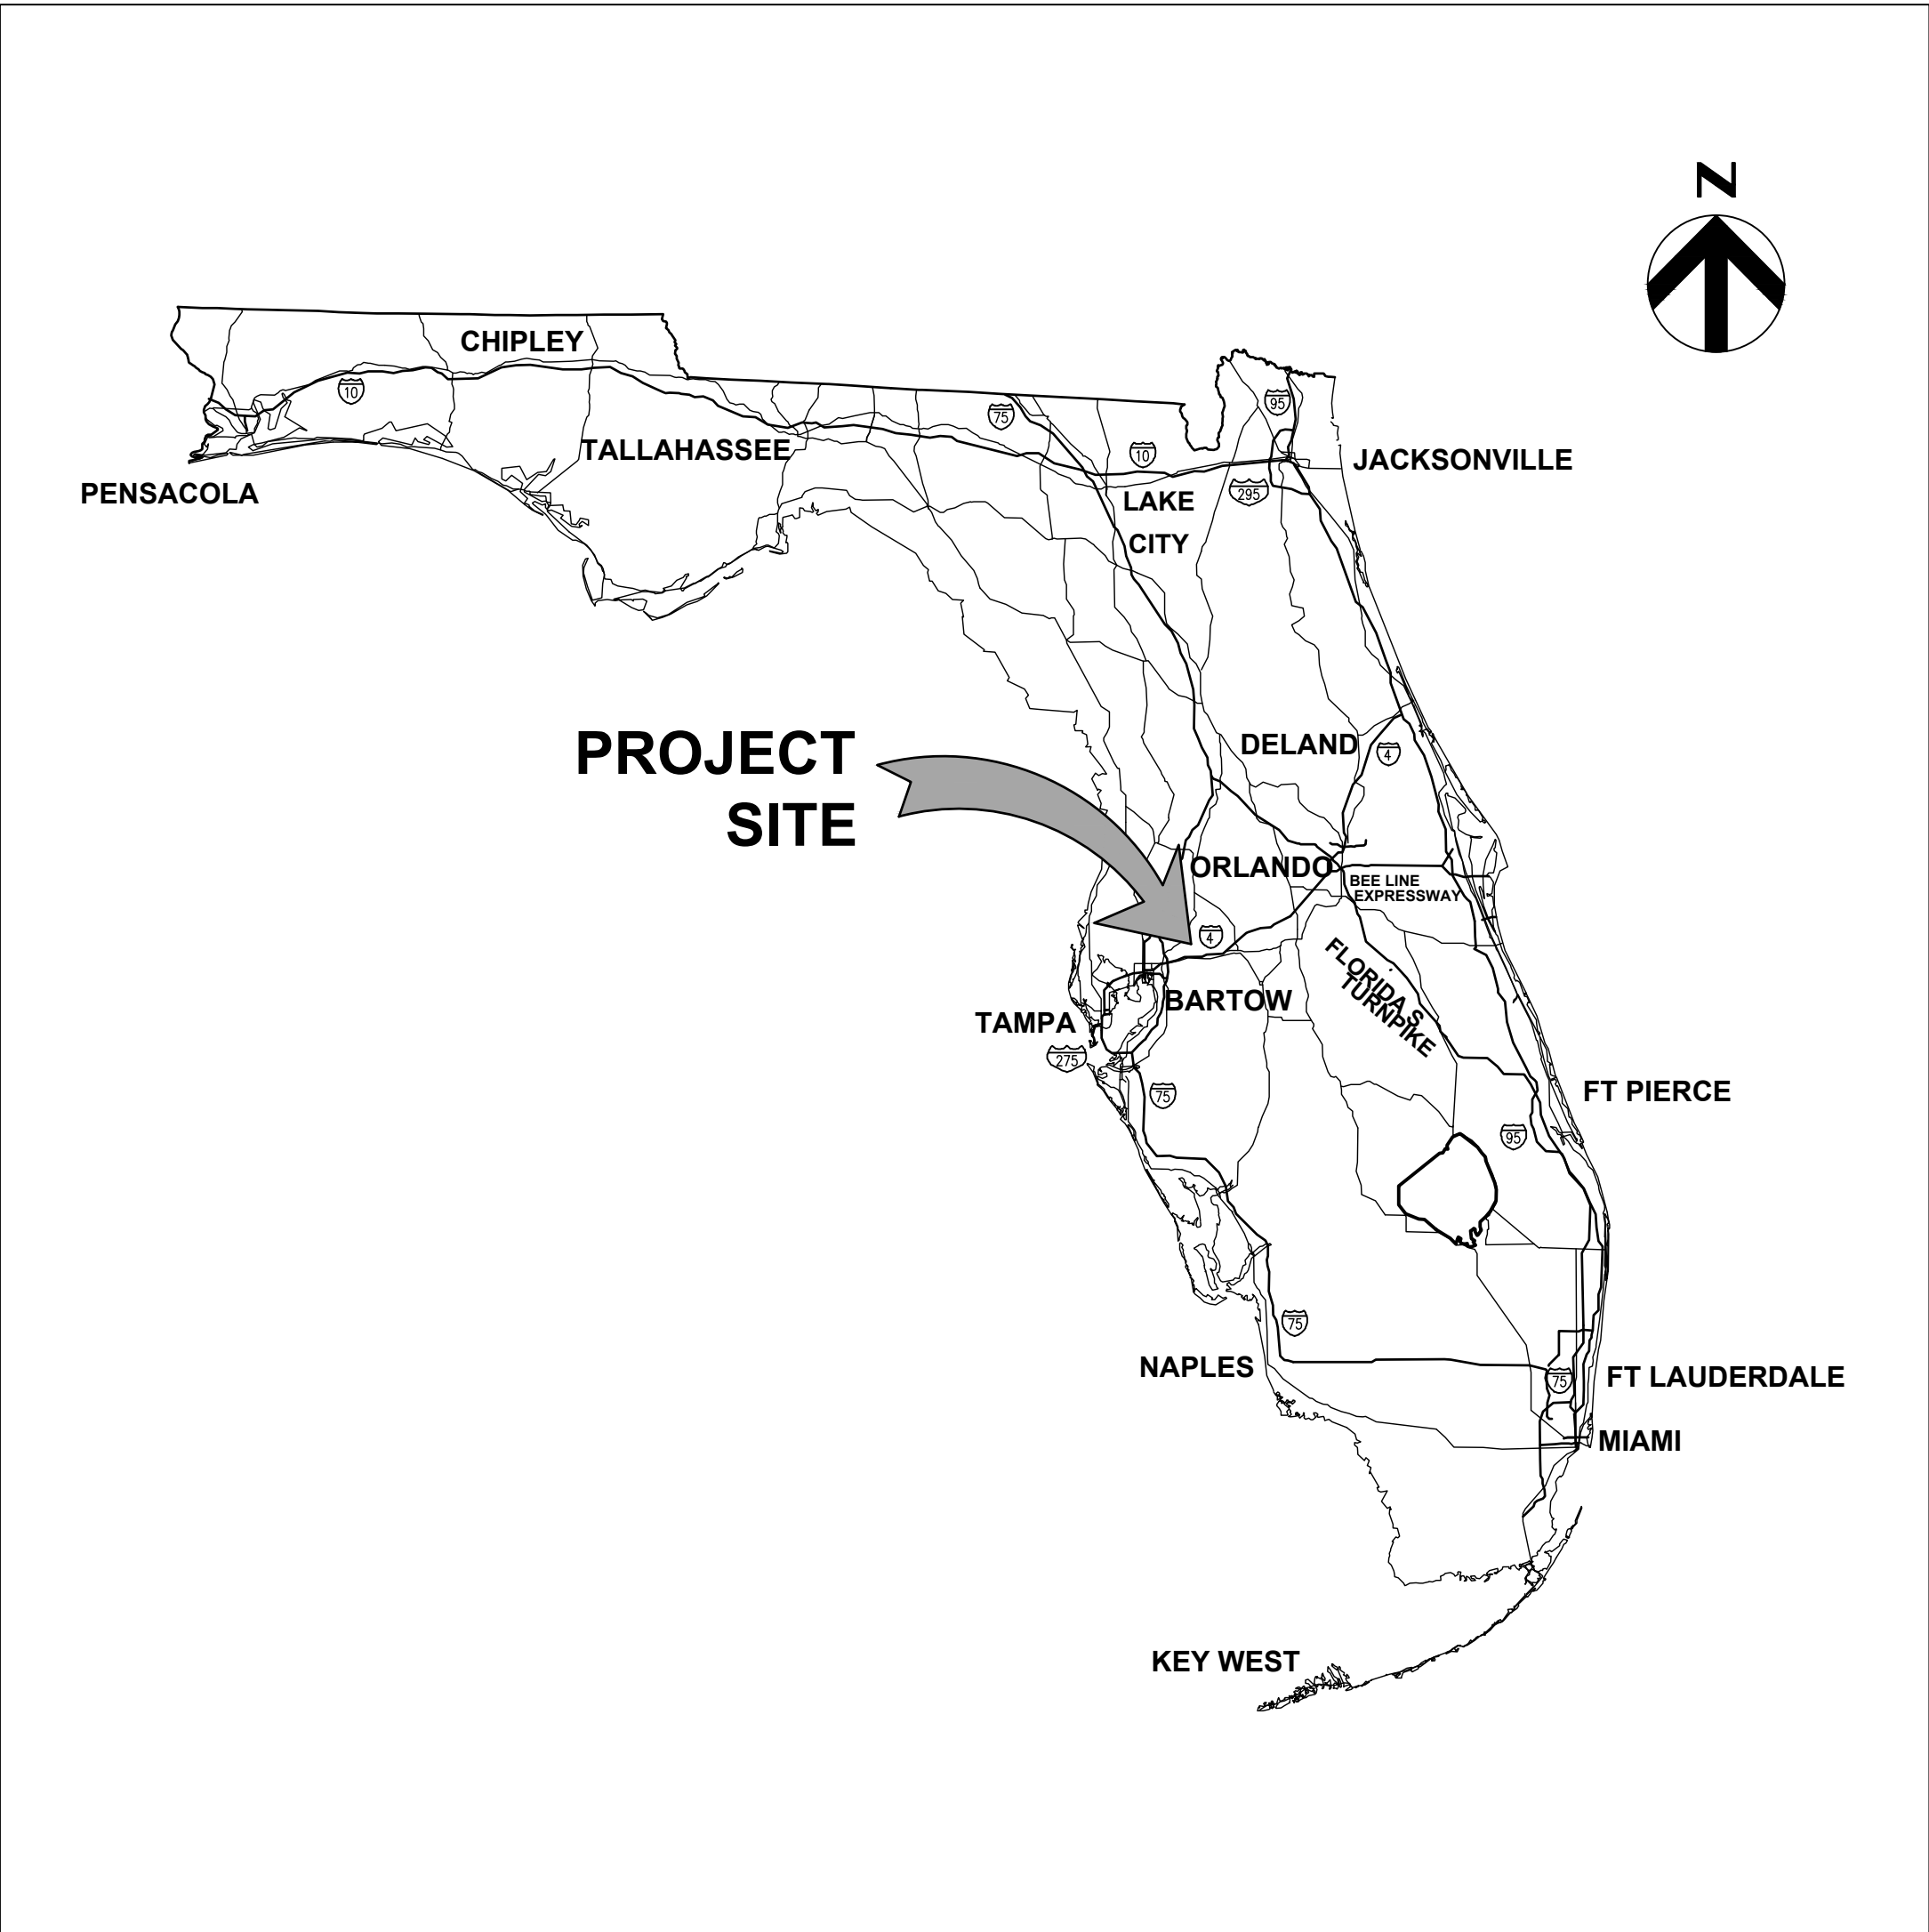 N
CHIPLEY
10
75
95
TALLAHASSEE
10
JACKSONVILLE
PENSACOLA
295
LAKE
CITY
PROJECT
SITE
DELAND
4
ORLANDO
BEE LINE
EXPRESSWAY
4
FLORIDA S
TURNPIKE
BARTOW
TAMPA
275
75
FT PIERCE
95
75
NAPLES
75
FT LAUDERDALE
MIAMI
KEY WEST